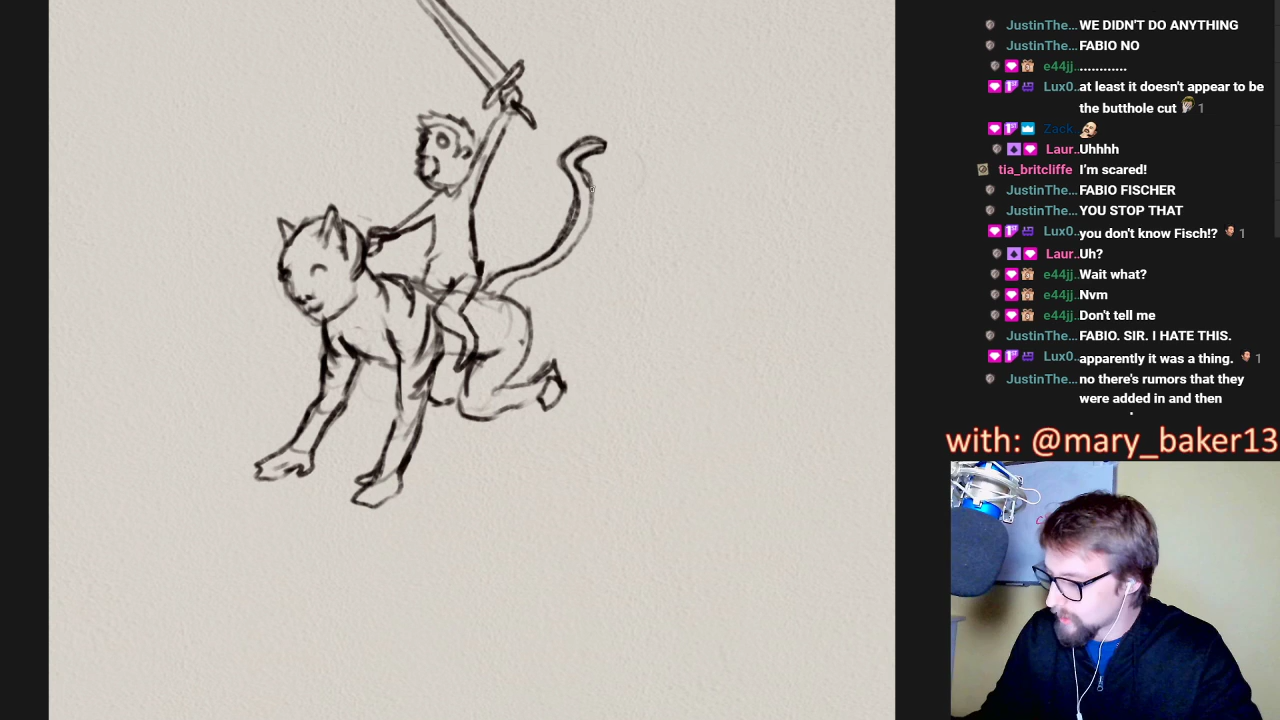 JustinThe... WE DIDN'T DO ANYTHING
JustinThe... FABIO NO
e44jj.. ............
Lux0.. at least it doesn't appear to be
the butthole cut 1
Zack.
Laur.. Uhhhh
tia_britcliffe I'm scared!
JustinThe... FABIO FISCHER
JustinThe... YOU STOP THAT
Lux0.. you don't know Fisch!? 1
Laur.. Uh?
e44jj.. Wait what?
e44jj.. Nvm
e44jj.. Don't tell me
JustinThe... FABIO. SIR. I HATE THIS.
Lux0.. apparently it was a thing. 1
JustinThe... no there's rumors that they
were added in and then
with: @mary_baker13